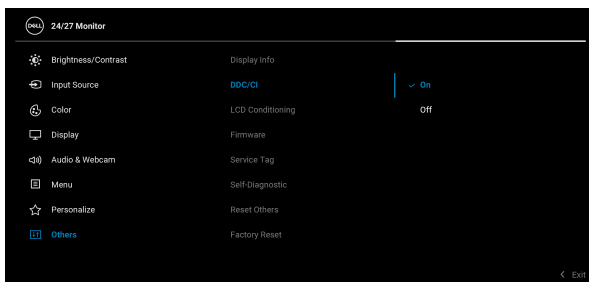 DELL 24/27 Monitor
Brightness/Contrast Display Info
Input Source DDC/CI On
Color LCD Conditioning Off
Display Firmware
Audio & Webcam Service Tag
Menu Self-Diagnostic
Personalize Reset Others
Others Factory Reset
Exit